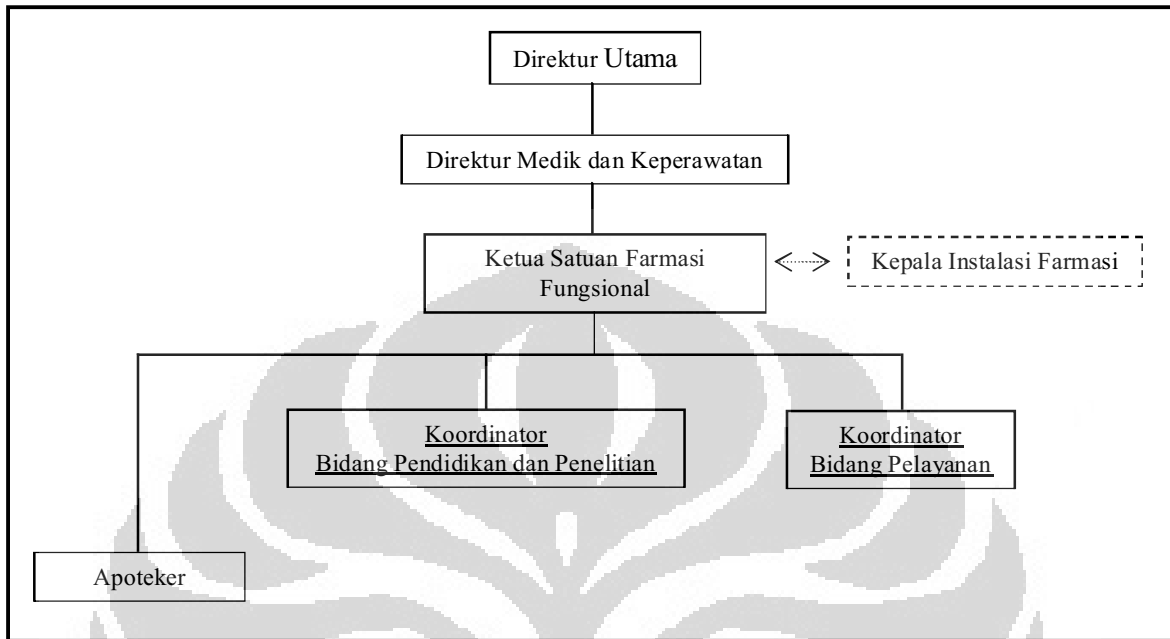 Direktur Utama
Direktur Medik dan Keperawatan
Ketua Satuan Farmasi
Fungsional
Kepala Instalasi Farmasi
Koordinator
Bidang Pendidikan dan Penelitian
Koordinator
Bidang Pelayanan
Apoteker